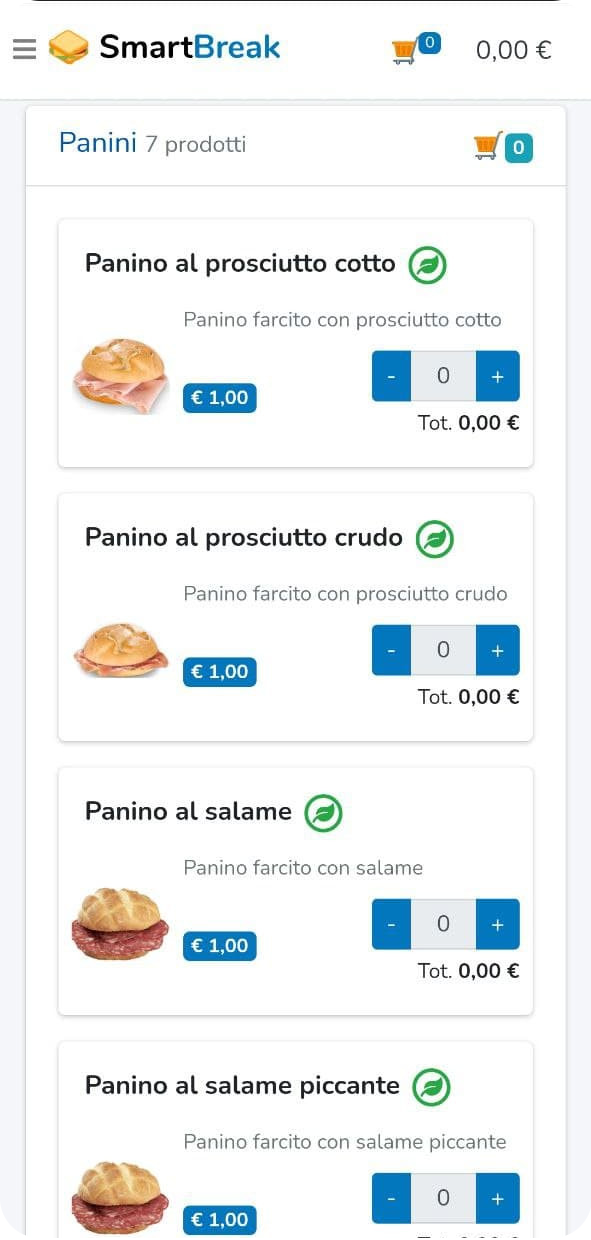 SmartBreak
0
0,00 €
Panini 7 prodotti
0
Panino al prosciutto cotto
Panino farcito con prosciutto cotto
€ 1,00
- 0 +
Tot. 0,00 €
Panino al prosciutto crudo
Panino farcito con prosciutto crudo
€ 1,00
- 0 +
Tot. 0,00 €
Panino al salame
Panino farcito con salame
€ 1,00
- 0 +
Tot. 0,00 €
Panino al salame piccante
Panino farcito con salame piccante
€ 1,00
- 0 +